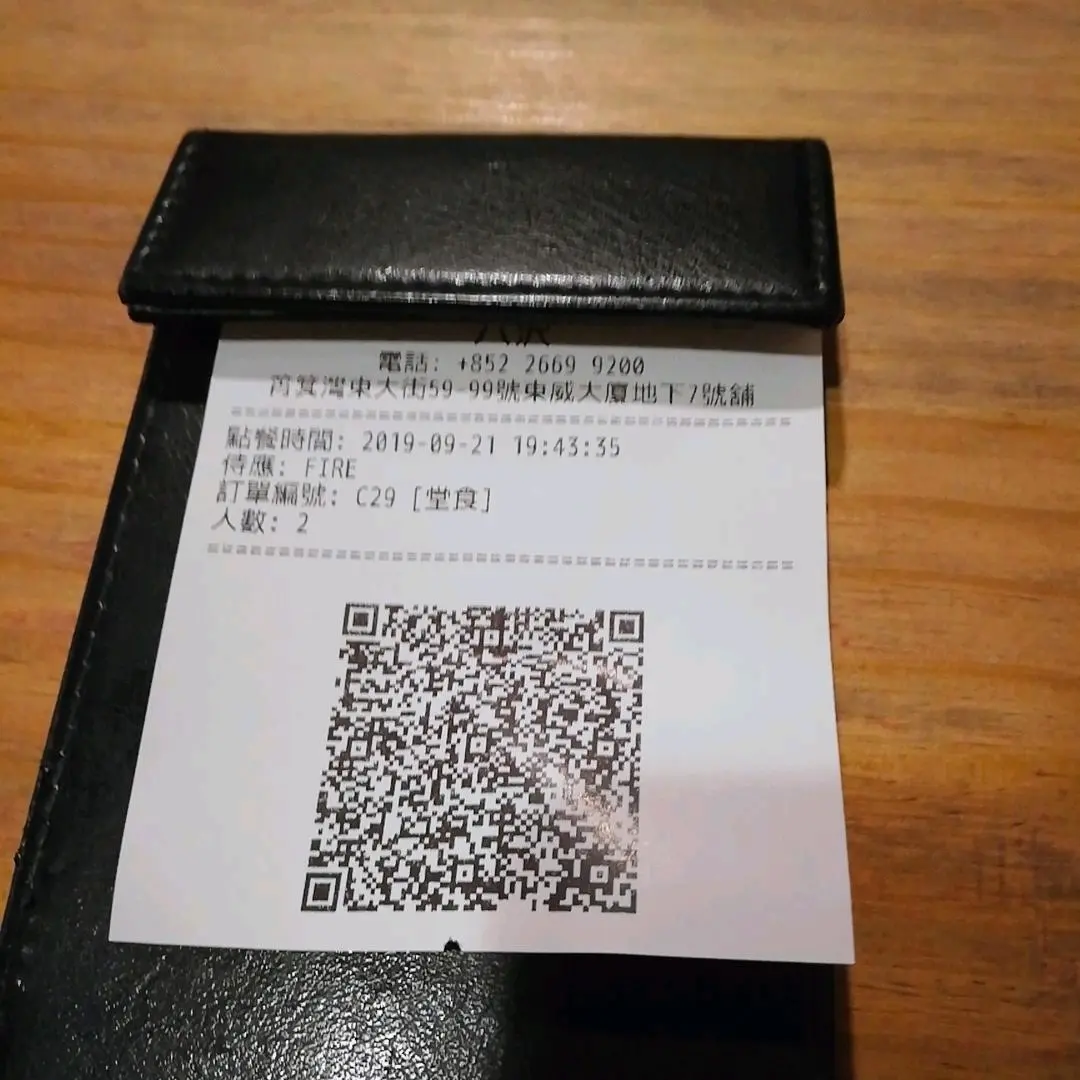 電話: +852 2669 9200
筲箕灣東大街59-99號東威大廈地下7號舖
點餐時間: 2019-09-21 19:43:35
侍應: FIRE
訂單編號: C29 [堂食]
人數: 2